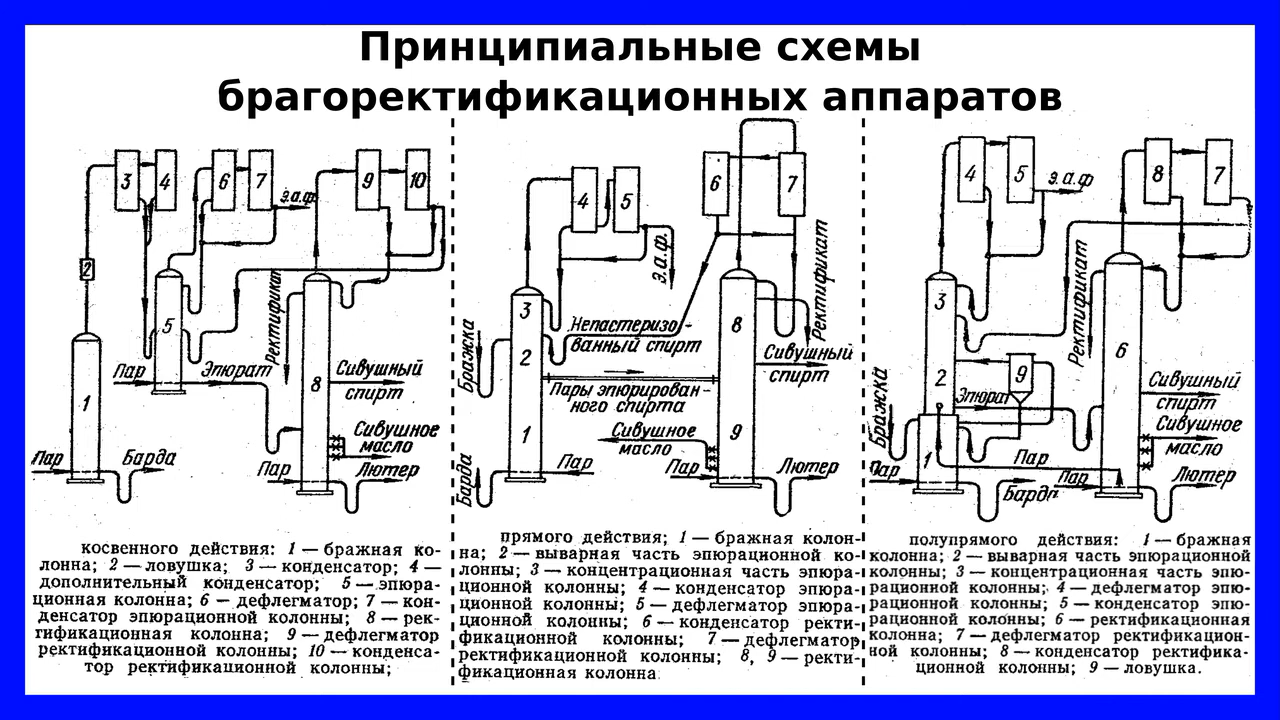 Принципиальные схемы
брагоректификационных аппаратов
3
4
6
7
э.а.ф.
9
10
2
5
Ректификат
Пар
Эпюрат
8
Сивушный
спирт
1
Сивушное
масло
Пар
Барда
Пар
Лютер
косвенного действия: 1 — бражная ко-
лонна; 2 — ловушка; 3 — конденсатор; 4 —
дополнительный конденсатор; 5 — эпюра-
ционная колонна; 6 — дефлегматор; 7 — кон-
денсатор эпюрационной колонны; 8 — рек-
тификационная колонна; 9 — дефлегматор
ректификационной колонны; 10 — конденса-
тор ректификационной колонны;
4
5
6
7
э.а.ф.
Ректификат
3
8
Непастеризо-
ванный спирт
Бражка
2
Сивушный
спирт
Пары эпюрирован-
ного спирта
1
Сивушное
масло
9
Барда
Пар
Пар
Лютер
прямого действия; 1 — бражная колон-
на; 2 — выварная часть эпюрационной ко-
лонны; 3 — концентрационная часть эпюра-
ционной колонны; 4 — конденсатор эпюра-
ционной колонны; 5 — дефлегматор эпюра-
ционной колонны; 6 — конденсатор ректи-
фикационной колонны; 7 — дефлегматор
ректификационной колонны; 8, 9 — ректи-
фикационная колонна
4
5
э.а.ф
8
7
3
Ректификат
6
2
9
Эпюрат
Бражка
Сивушный
спирт
Сивушное
масло
1
Пар
Пар
Барда
Пар
Лютер
полупрямого действия: 1 — бражная
колонна; 2 — выварная часть эпюрационной
колонны; 3 — концентрационная часть эпю-
рационной колонны; 4 — дефлегматор эпю-
рационной колонны; 5 — конденсатор эпю-
рационной колонны; 6 — ректификационная
колонна; 7 — дефлегматор ректификацион-
ной колонны; 8 — конденсатор ректифика-
ционной колонны; 9 — ловушка.